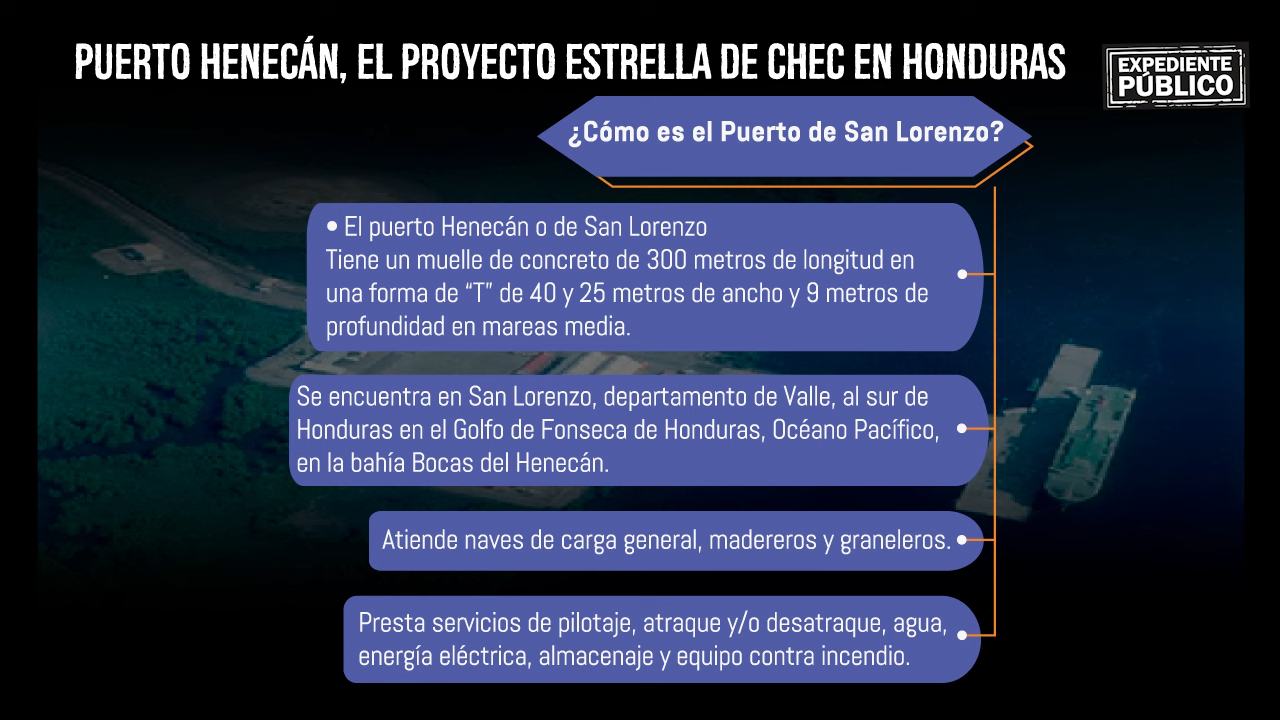 PUERTO HENECÁN, EL PROYECTO ESTRELLA DE CHEC EN HONDURAS
EXPEDIENTE
PÚBLICO
¿Cómo es el Puerto de San Lorenzo?
• El puerto Henecán o de San Lorenzo
Tiene un muelle de concreto de 300 metros de longitud en
una forma de “T” de 40 y 25 metros de ancho y 9 metros de
profundidad en mareas media.
Se encuentra en San Lorenzo, departamento de Valle, al sur de
Honduras en el Golfo de Fonseca de Honduras, Océano Pacífico,
en la bahía Bocas del Henecán.
Atiende naves de carga general, madereros y graneleros.
Presta servicios de pilotaje, atraque y/o desatraque, agua,
energía eléctrica, almacenaje y equipo contra incendio.